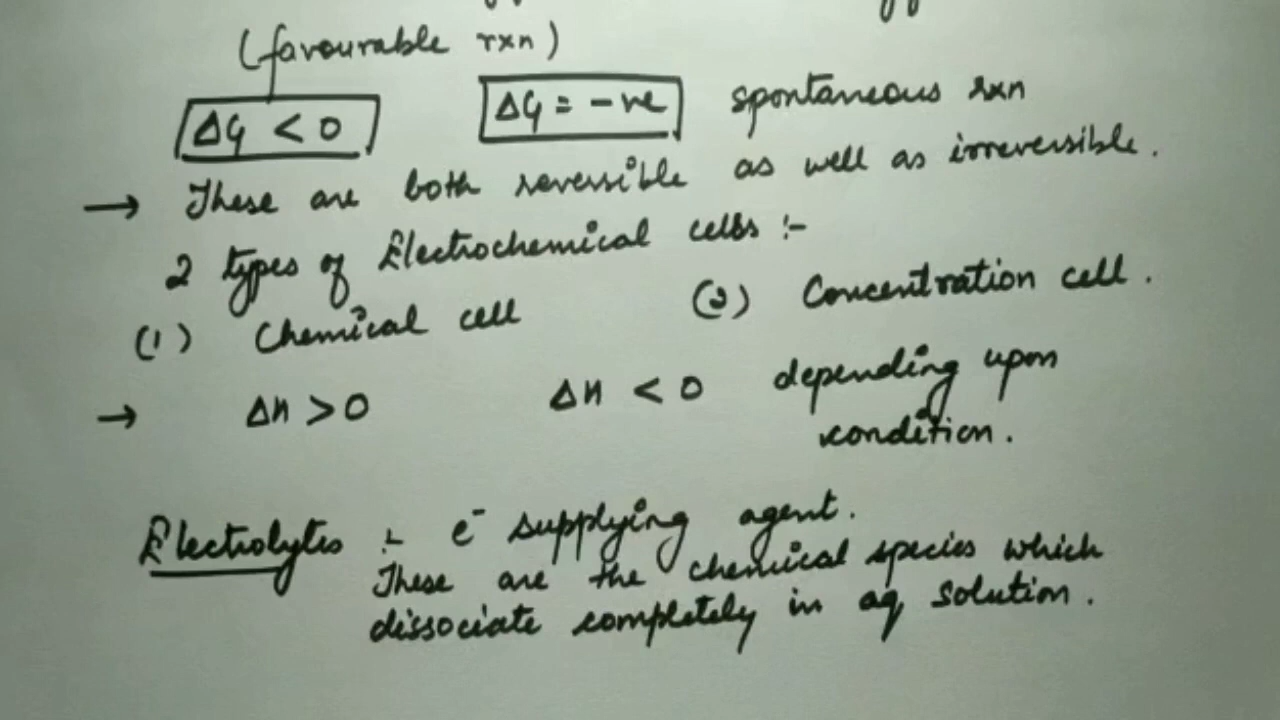 (favourable rxn)
ΔG < 0 ΔG = -ve spontaneous rxn
→ These are both reversible as well as irreversible.
2 types of Electrochemical cells :-
(1) Chemical cell (2) Concentration cell.
→ ΔH > 0 ΔH < 0 depending upon
condition.
Electrolytes :- e⁻ supplying agent.
These are the chemical species which
dissociate completely in aq solution.